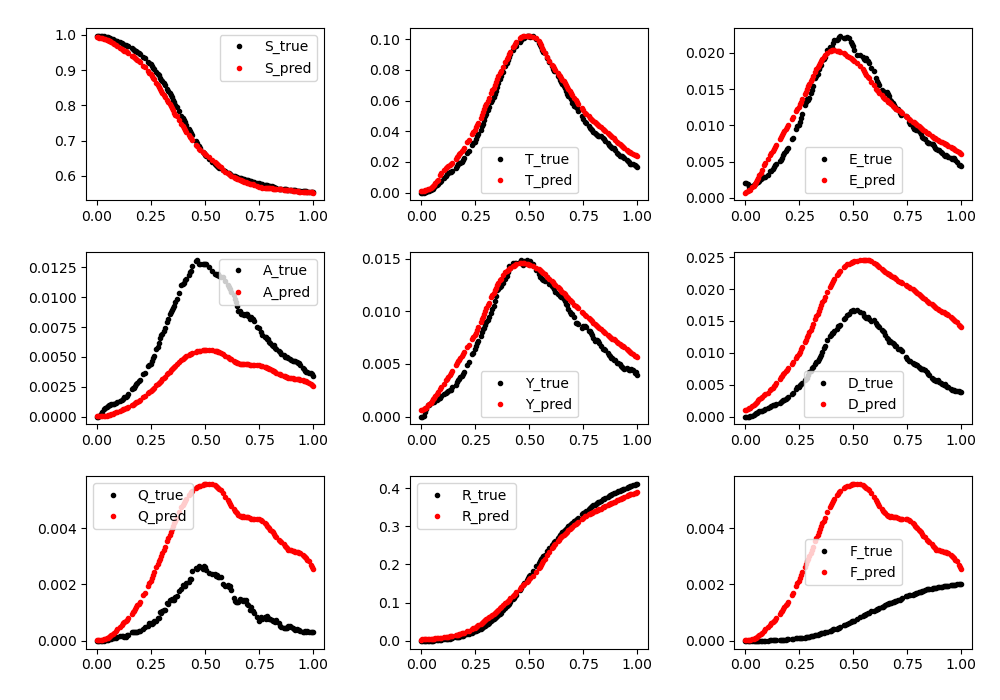 1.0
0.9
0.8
0.7
0.6
S_true
S_pred
0.00 0.25 0.50 0.75 1.00
0.10
0.08
0.06
0.04
0.02
0.00
T_true
T_pred
0.00 0.25 0.50 0.75 1.00
0.020
0.015
0.010
0.005
0.000
E_true
E_pred
0.00 0.25 0.50 0.75 1.00
0.0125
0.0100
0.0075
0.0050
0.0025
0.0000
A_true
A_pred
0.00 0.25 0.50 0.75 1.00
0.015
0.010
0.005
0.000
Y_true
Y_pred
0.00 0.25 0.50 0.75 1.00
0.025
0.020
0.015
0.010
0.005
0.000
D_true
D_pred
0.00 0.25 0.50 0.75 1.00
0.004
0.002
0.000
Q_true
Q_pred
0.00 0.25 0.50 0.75 1.00
0.4
0.3
0.2
0.1
0.0
R_true
R_pred
0.00 0.25 0.50 0.75 1.00
0.004
0.002
0.000
F_true
F_pred
0.00 0.25 0.50 0.75 1.00